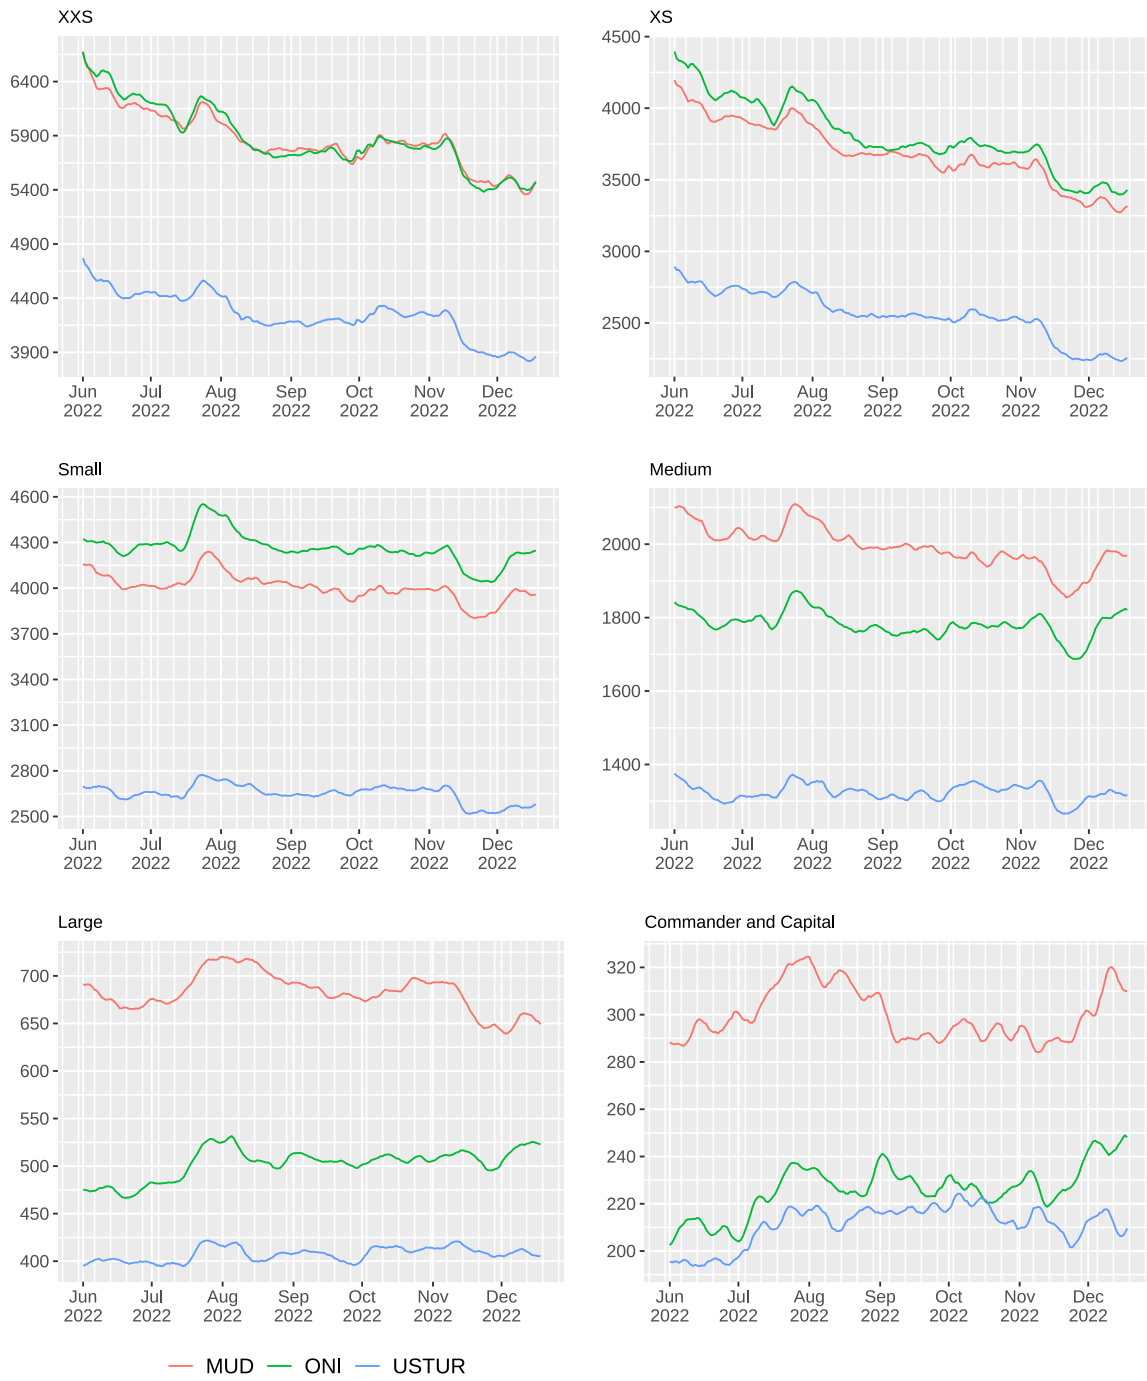 XXS
6400
5900
5400
4900
4400
3900
Jun Jul Aug Sep Oct Nov Dec
2022 2022 2022 2022 2022 2022 2022
XS
4500
4000
3500
3000
2500
Jun Jul Aug Sep Oct Nov Dec
2022 2022 2022 2022 2022 2022 2022
Small
4600
4300
4000
3700
3400
3100
2800
2500
Jun Jul Aug Sep Oct Nov Dec
2022 2022 2022 2022 2022 2022 2022
Medium
2000
1800
1600
1400
Jun Jul Aug Sep Oct Nov Dec
2022 2022 2022 2022 2022 2022 2022
Large
700
650
600
550
500
450
400
Jun Jul Aug Sep Oct Nov Dec
2022 2022 2022 2022 2022 2022 2022
Commander and Capital
320
300
280
260
240
220
200
Jun Jul Aug Sep Oct Nov Dec
2022 2022 2022 2022 2022 2022 2022
MUD ONI USTUR